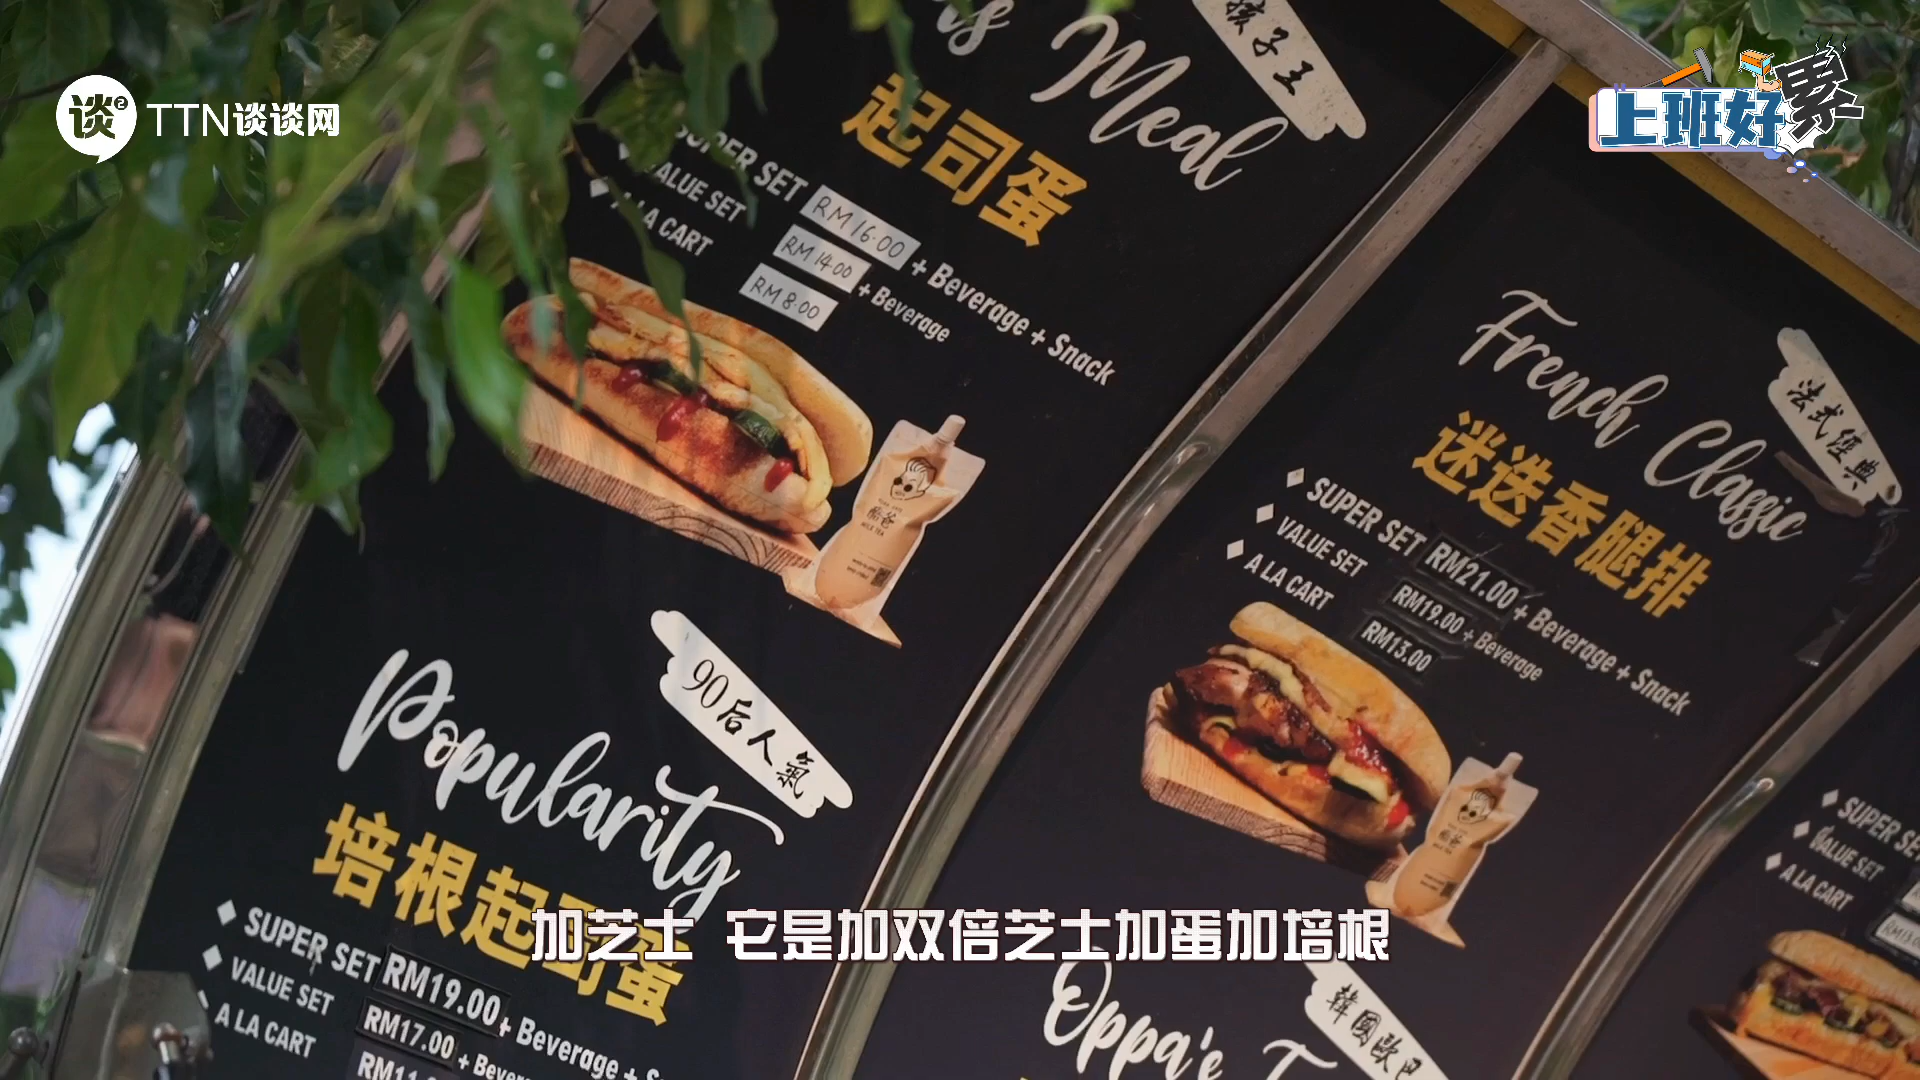 谈
TTN谈谈网
上班好累
孩子王
Meal
起司蛋
SUPER SET RM16.00 + Beverage + Snack
VALUE SET RM14.00 + Beverage
A LA CART RM8.00
90后人氣
Popularity
培根起司蛋
SUPER SET RM19.00 + Beverage +
VALUE SET RM17.00 +
A LA CART
法式經典
French Classic
迷迭香腿排
SUPER SET RM21.00 + Beverage + Snack
VALUE SET RM19.00 + Beverage
A LA CART RM13.00
韓國歐巴
Oppa's
SUPER SET
VALUE SET
A LA CART
加芝士 它是加双倍芝士加蛋加培根